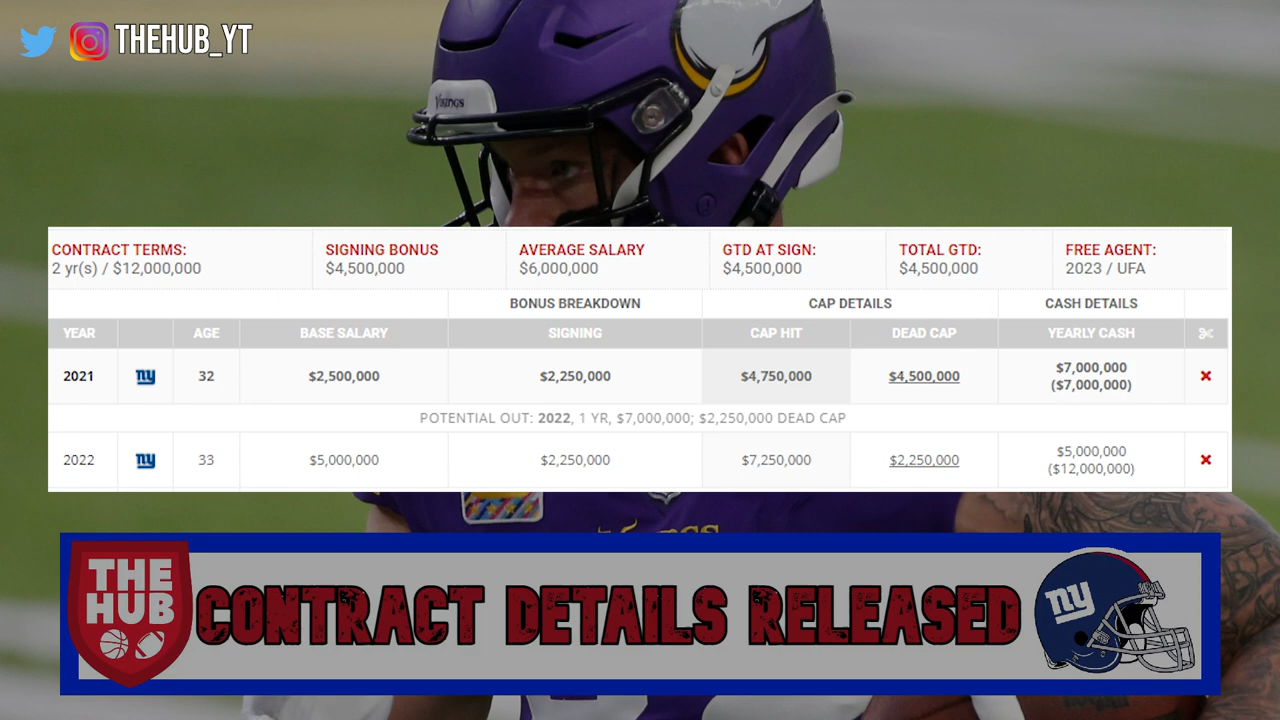 THEHUB_YT
Vikings
CONTRACT TERMS: SIGNING BONUS AVERAGE SALARY GTD AT SIGN: TOTAL GTD: FREE AGENT:
2 yr(s) / $12,000,000 $4,500,000 $6,000,000 $4,500,000 $4,500,000 2023 / UFA
BONUS BREAKDOWN CAP DETAILS CASH DETAILS
YEAR AGE BASE SALARY SIGNING CAP HIT DEAD CAP YEARLY CASH
2021 ny 32 $2,500,000 $2,250,000 $4,750,000 $4,500,000 $7,000,000
($7,000,000)
POTENTIAL OUT: 2022, 1 YR, $7,000,000; $2,250,000 DEAD CAP
2022 ny 33 $5,000,000 $2,250,000 $7,250,000 $2,250,000 $5,000,000
($12,000,000)
THE
HUB
CONTRACT DETAILS RELEASED
ny